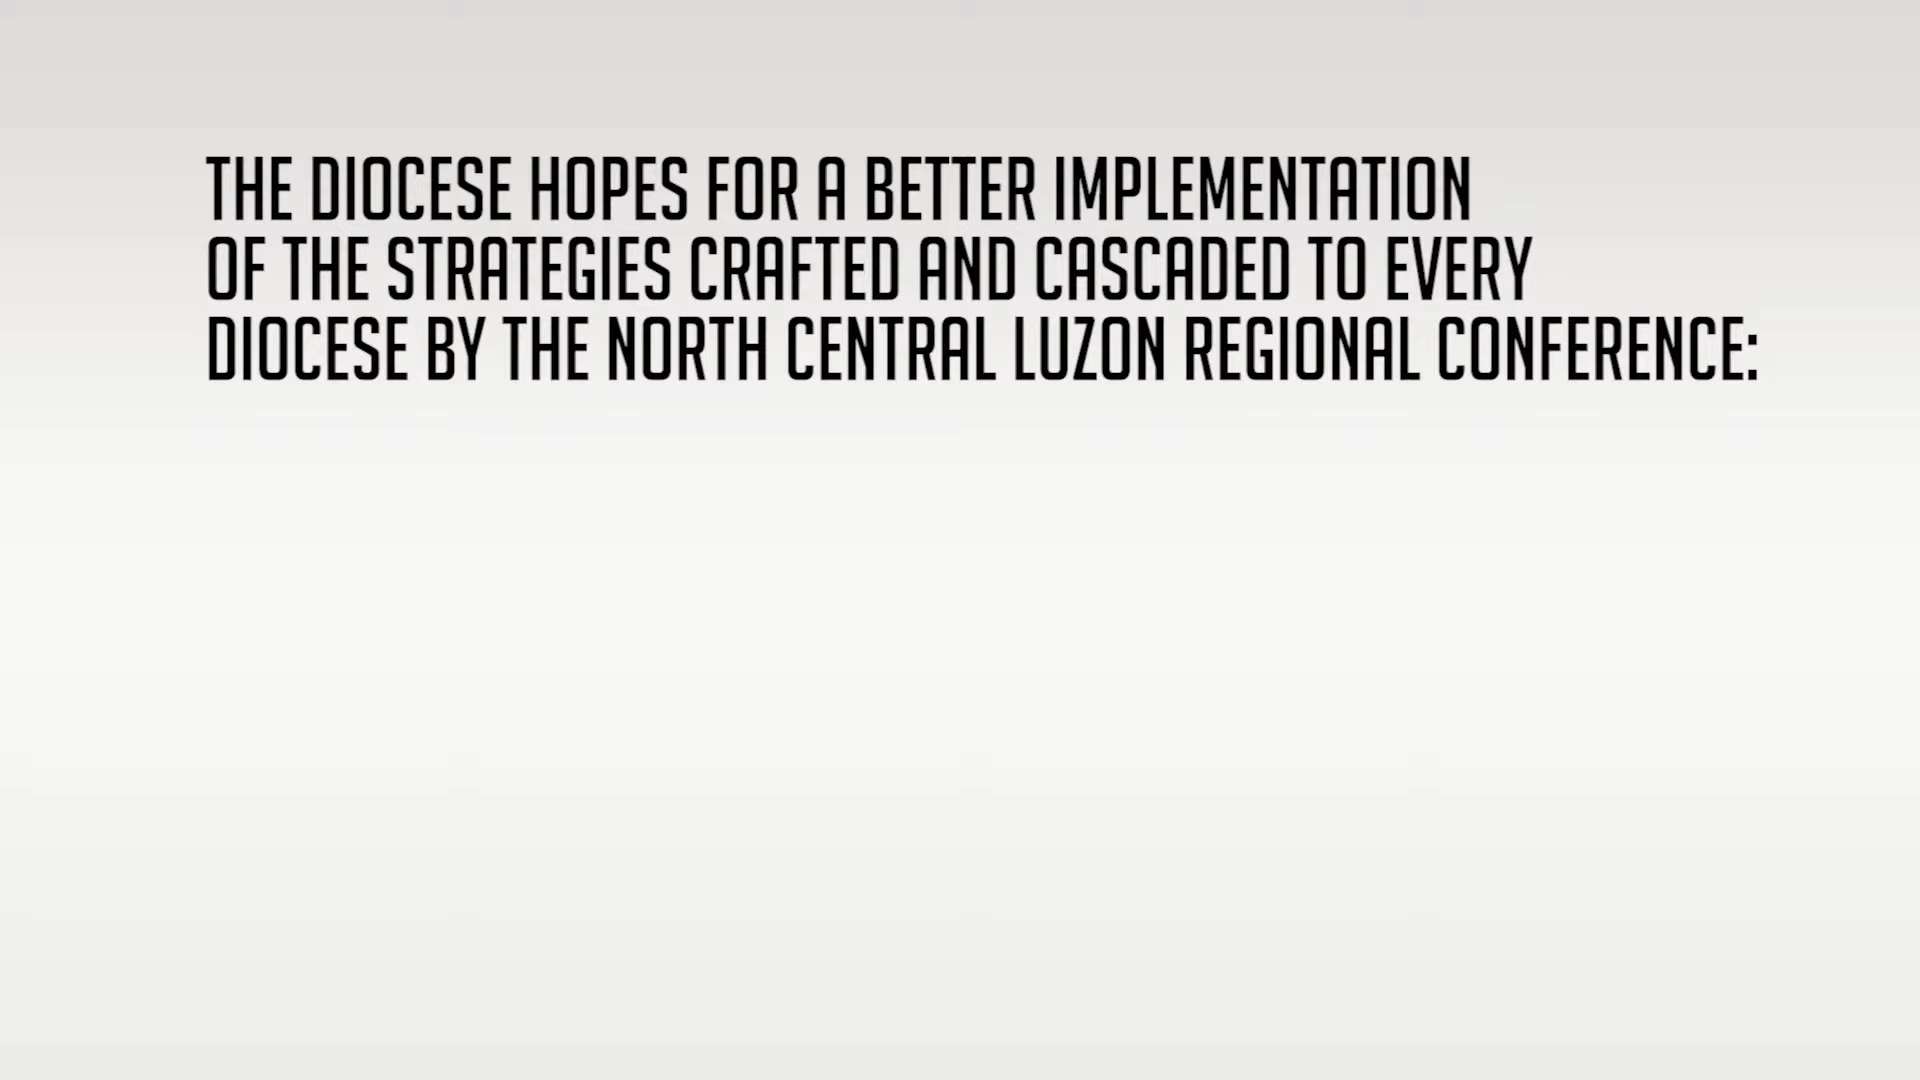 THE DIOCESE HOPES FOR A BETTER IMPLEMENTATION
OF THE STRATEGIES CRAFTED AND CASCADED TO EVERY
DIOCESE BY THE NORTH CENTRAL LUZON REGIONAL CONFERENCE: